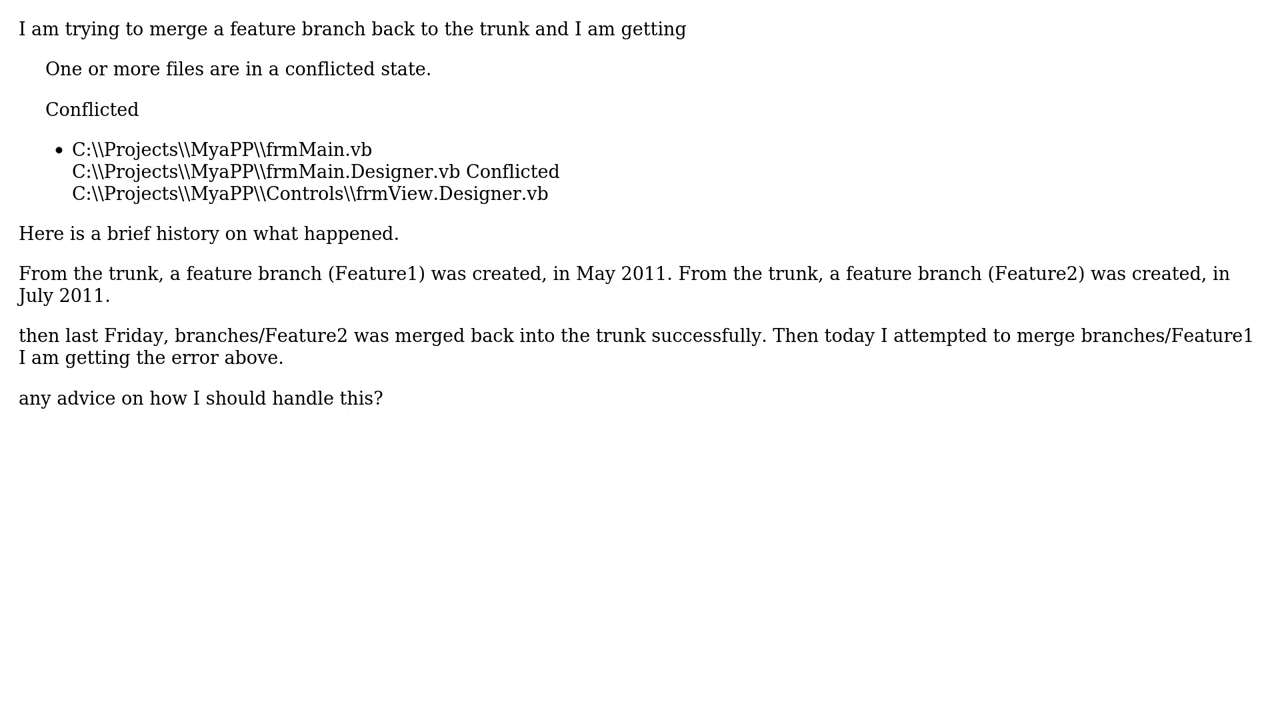 I am trying to merge a feature branch back to the trunk and I am getting
One or more files are in a conflicted state.
Conflicted
• C:\\Projects\\MyaPP\\frmMain.vb
C:\\Projects\\MyaPP\\frmMain.Designer.vb Conflicted
C:\\Projects\\MyaPP\\Controls\\frmView.Designer.vb
Here is a brief history on what happened.
From the trunk, a feature branch (Feature1) was created, in May 2011. From the trunk, a feature branch (Feature2) was created, in
July 2011.
then last Friday, branches/Feature2 was merged back into the trunk successfully. Then today I attempted to merge branches/Feature1
I am getting the error above.
any advice on how I should handle this?